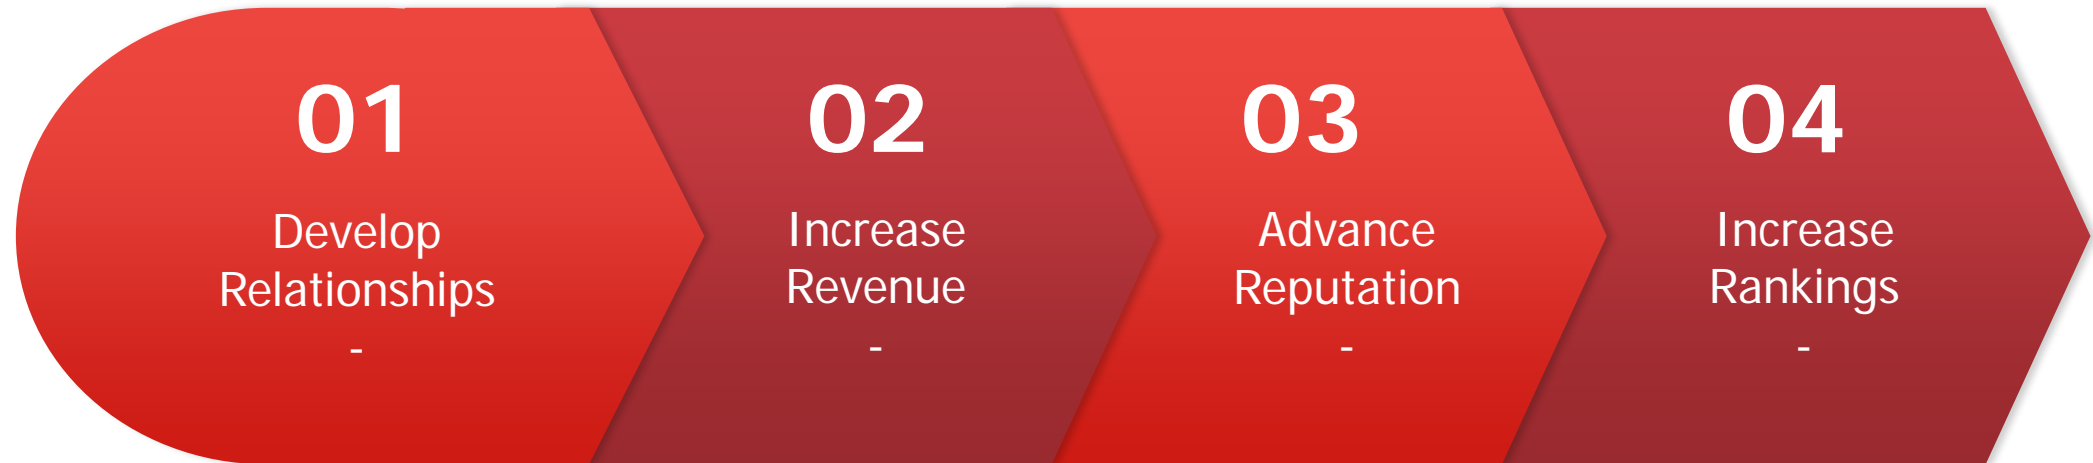 01
Develop
Relationships
-
02
Increase
Revenue
-
03
Advance
Reputation
-
04
Increase
Rankings
-